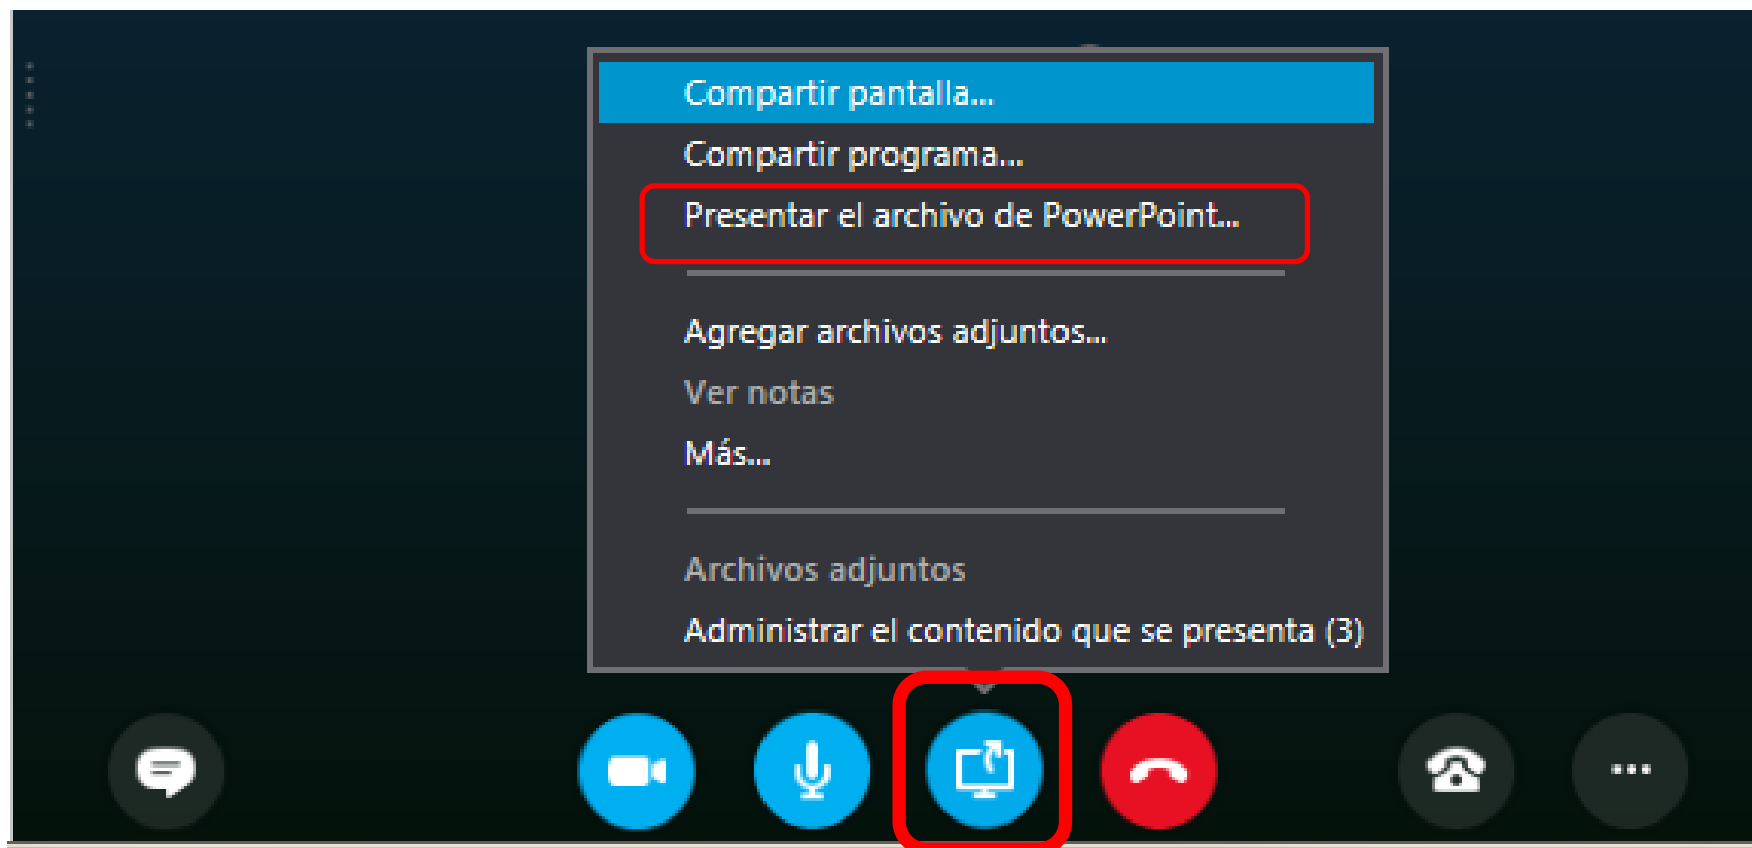 Compartir pantalla...
Compartir programa...
Presentar el archivo de PowerPoint...
Agregar archivos adjuntos...
Ver notas
Más...
Archivos adjuntos
Administrar el contenido que se presenta (3)